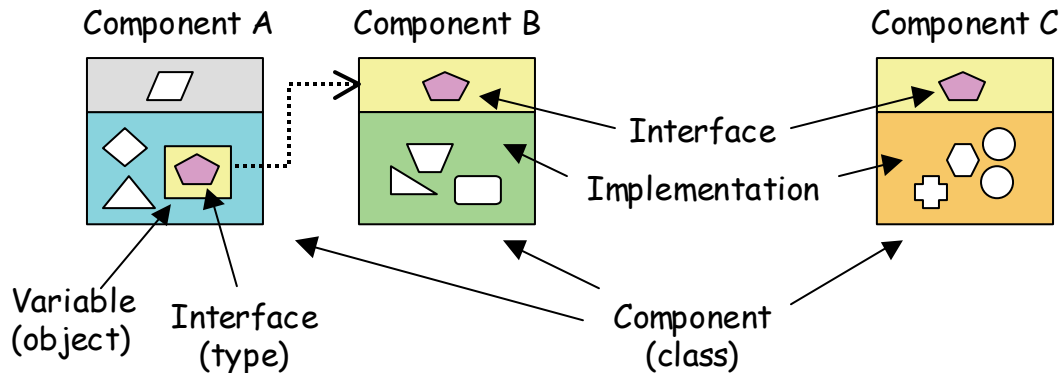 Component A
Component B
Component C
Interface
Implementation
Variable
(object)
Interface
(type)
Component
(class)